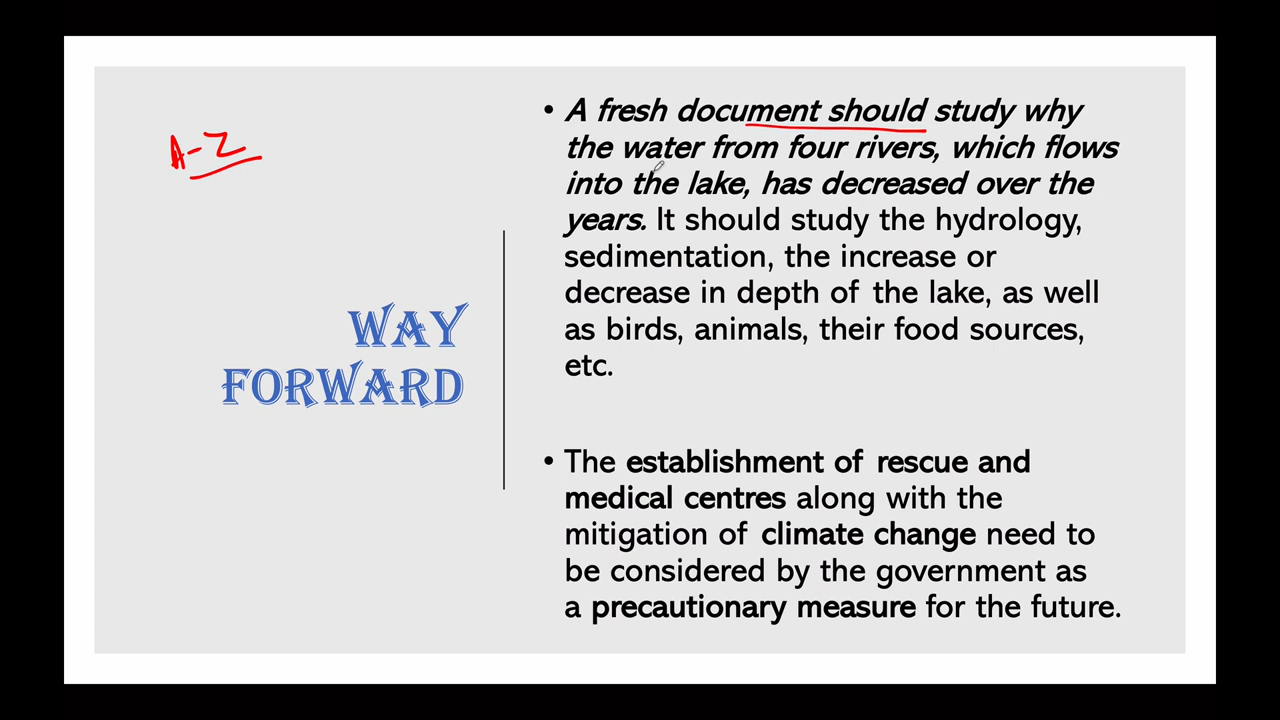 A-Z
WAY
FORWARD
• A fresh document should study why
the water from four rivers, which flows
into the lake, has decreased over the
years. It should study the hydrology,
sedimentation, the increase or
decrease in depth of the lake, as well
as birds, animals, their food sources,
etc.
• The establishment of rescue and
medical centres along with the
mitigation of climate change need to
be considered by the government as
a precautionary measure for the future.